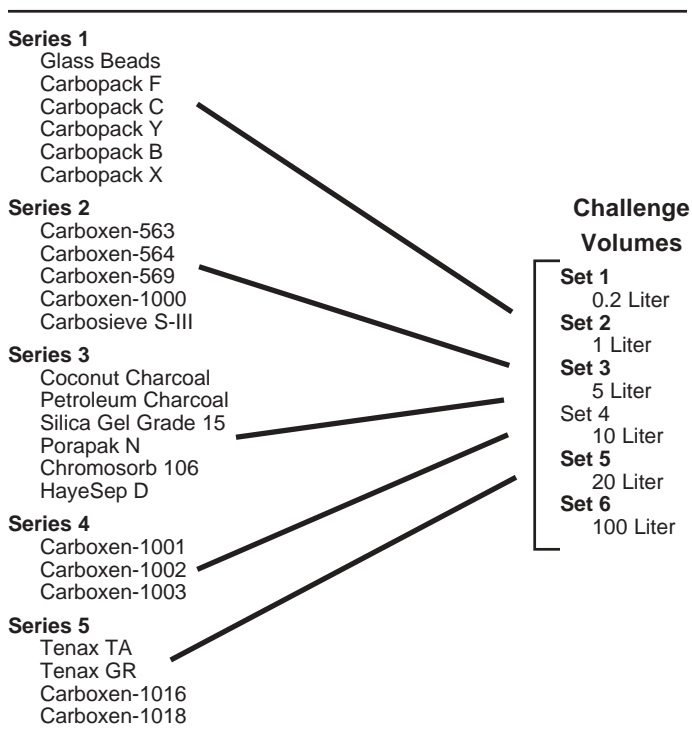 Series 1
Glass Beads
Carbopack F
Carbopack C
Carbopack Y
Carbopack B
Carbopack X
Series 2
Carboxen-563
Carboxen-564
Carboxen-569
Carboxen-1000
Carbosieve S-III
Series 3
Coconut Charcoal
Petroleum Charcoal
Silica Gel Grade 15
Porapak N
Chromosorb 106
HayeSep D
Series 4
Carboxen-1001
Carboxen-1002
Carboxen-1003
Series 5
Tenax TA
Tenax GR
Carboxen-1016
Carboxen-1018
Challenge
Volumes
Set 1
0.2 Liter
Set 2
1 Liter
Set 3
5 Liter
Set 4
10 Liter
Set 5
20 Liter
Set 6
100 Liter